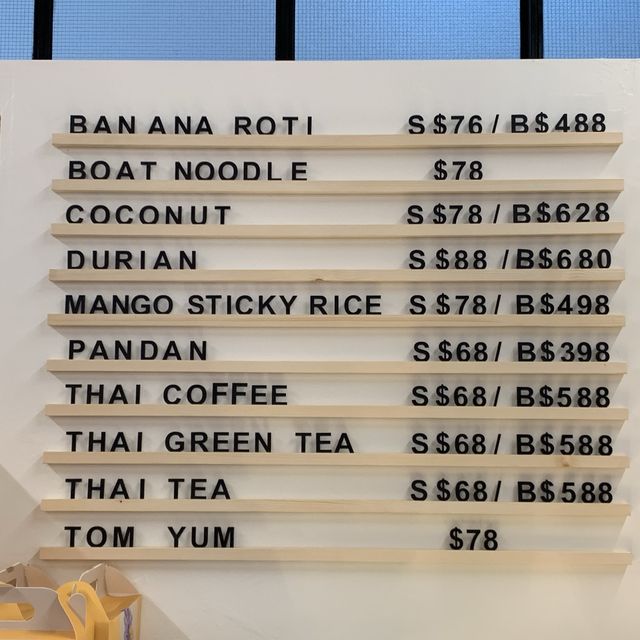 BANANA ROTI S $76 / B$488
BOAT NOODLE $78
COCONUT S $78 / B$628
DURIAN S $88 / B$680
MANGO STICKY RICE S $78 / B$498
PANDAN S $68 / B$398
THAI COFFEE S $68 / B$588
THAI GREEN TEA S $68 / B$588
THAI TEA S $68 / B$588
TOM YUM $78